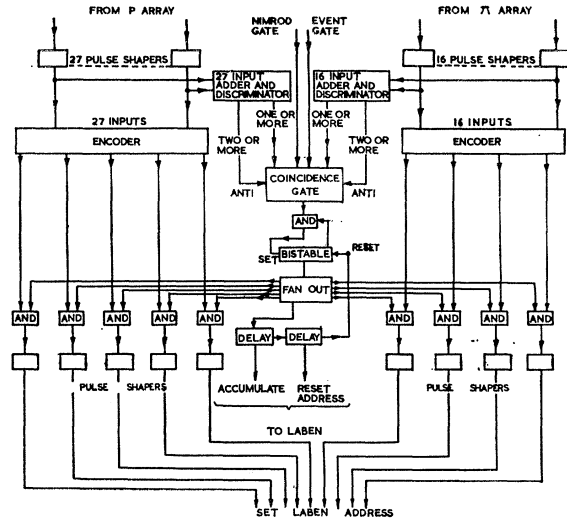 FROM P ARRAY
NIMROD GATE
EVENT GATE
FROM π ARRAY
27 PULSE SHAPERS
16 PULSE SHAPERS
27 INPUT ADDER AND DISCRIMINATOR
16 INPUT ADDER AND DISCRIMINATOR
ONE OR MORE
ONE OR MORE
27 INPUTS
ENCODER
TWO OR MORE
TWO OR MORE
16 INPUTS
ENCODER
COINCIDENCE GATE
ANTI
ANTI
AND
RESET
SET
BISTABLE
FAN OUT
AND
AND
AND
AND
AND
AND
AND
AND
AND
DELAY
DELAY
PULSE SHAPERS
ACCUMULATE
RESET ADDRESS
PULSE SHAPERS
TO LABEN
SET LABEN ADDRESS